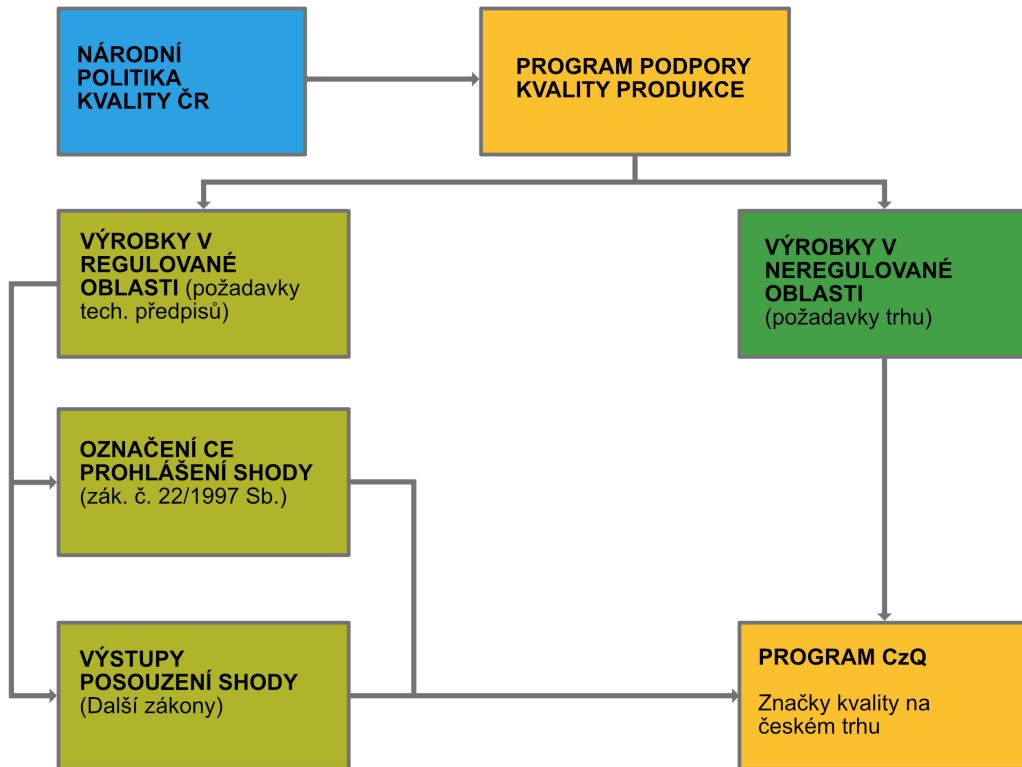 NÁRODNÍ
POLITIKA
KVALITY ČR
PROGRAM PODPORY
KVALITY PRODUKCE
VÝROBKY V
REGULOVANÉ
OBLASTI (požadavky
tech. předpisů)
VÝROBKY V
NEREGULOVANÉ
OBLASTI
(požadavky trhu)
OZNAČENÍ CE
PROHLÁŠENÍ SHODY
(zák. č. 22/1997 Sb.)
VÝSTUPY
POSOUZENÍ SHODY
(Další zákony)
PROGRAM CzQ
Značky kvality na
českém trhu